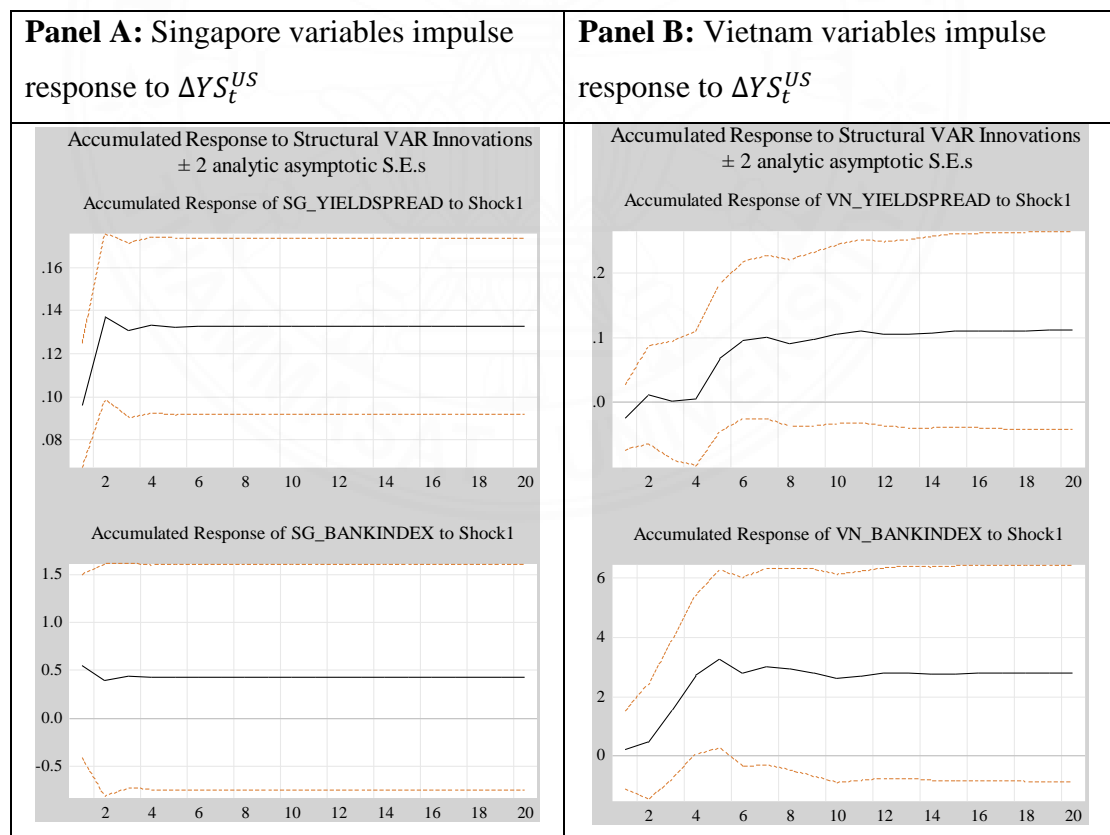 Panel A: Singapore variables impulse
response to ΔYS_t^US
Panel B: Vietnam variables impulse
response to ΔYS_t^US
Accumulated Response to Structural VAR Innovations
± 2 analytic asymptotic S.E.s
Accumulated Response of SG_YIELDSPREAD to Shock1
.16
.14
.12
.10
.08
2 4 6 8 10 12 14 16 18 20
Accumulated Response of SG_BANKINDEX to Shock1
1.5
1.0
0.5
0.0
-0.5
2 4 6 8 10 12 14 16 18 20
Accumulated Response to Structural VAR Innovations
± 2 analytic asymptotic S.E.s
Accumulated Response of VN_YIELDSPREAD to Shock1
.2
.1
.0
2 4 6 8 10 12 14 16 18 20
Accumulated Response of VN_BANKINDEX to Shock1
6
4
2
0
2 4 6 8 10 12 14 16 18 20